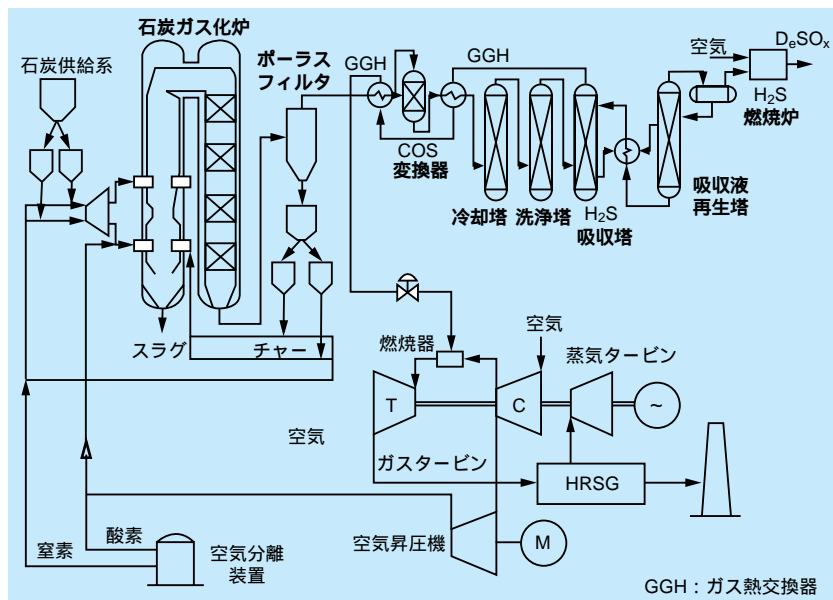 石炭ガス化炉
石炭供給系
ポーラス
フィルタ
GGH
GGH
COS
変換器
冷却塔
洗浄塔
H₂S
吸収塔
吸収液
再生塔
空気
DeSOx
H₂S
燃焼炉
スラグ
チャー
燃焼器
空気
蒸気タービン
T
C
~
空気
ガスタービン
HRSG
酸素
窒素
空気分離
装置
空気昇圧機
M
GGH：ガス熱交換器